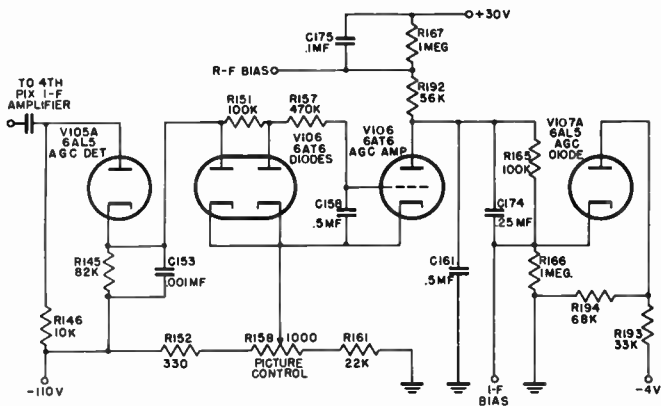 +30V
C175
.1MF
R167
1MEG
R-F BIAS
R192
56K
TO 4TH
PIX I-F
AMPLIFIER
V105A
6AL5
AGC DET
R151
100K
R157
470K
V106
6AT6
DIODES
V106
6AT6
AGC AMP
V107A
6AL5
AGC
DIODE
R165
100K
C158
.5MF
C174
.25MF
R145
82K
C153
.001MF
C161
.5MF
R166
1MEG.
R146
10K
R194
68K
R193
33K
R152
330
R158
1000
PICTURE
CONTROL
R161
22K
-110V
I-F
BIAS
-4V